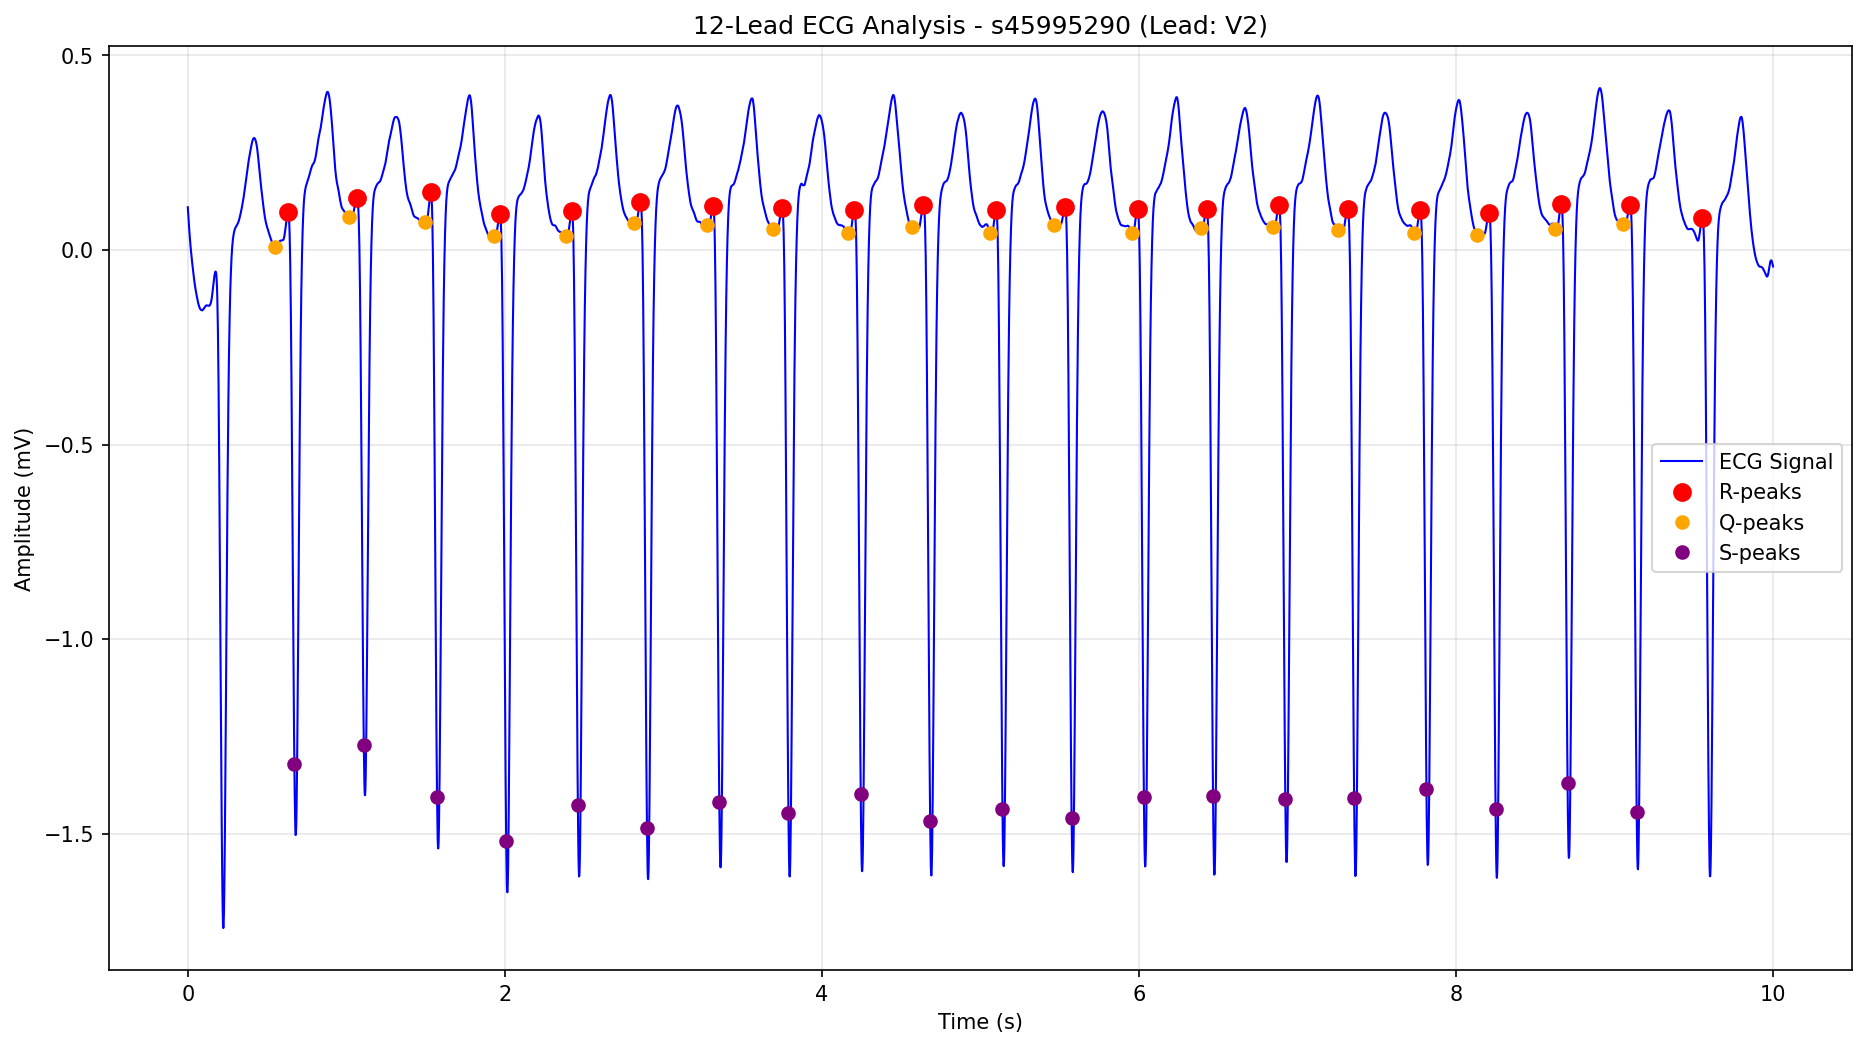 12-Lead ECG Analysis - s45995290 (Lead: V2)
Amplitude (mV)
0.5
0.0
−0.5
−1.0
−1.5
ECG Signal
R-peaks
Q-peaks
S-peaks
0 2 4 6 8 10
Time (s)